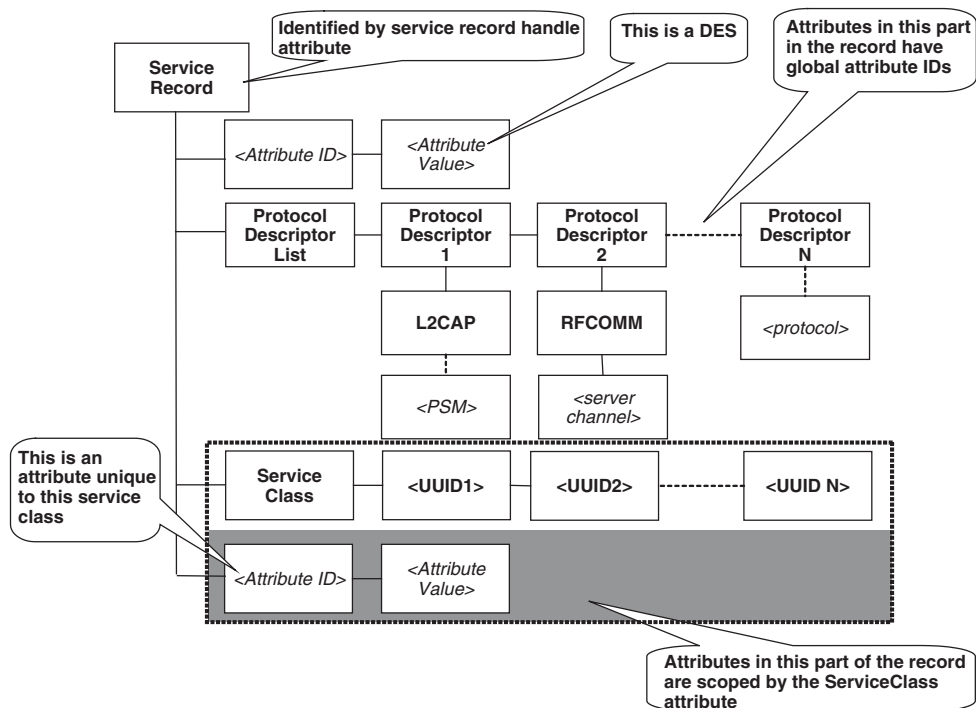 Identified by service record handle
attribute
This is a DES
Attributes in this part
in the record have
global attribute IDs
Service
Record
<Attribute ID>
<Attribute
Value>
Protocol
Descriptor
List
Protocol
Descriptor
1
Protocol
Descriptor
2
Protocol
Descriptor
N
L2CAP
RFCOMM
<protocol>
<PSM>
<server
channel>
This is an
attribute unique
to this service
class
Service
Class
<UUID1>
<UUID2>
<UUID N>
<Attribute ID>
<Attribute
Value>
Attributes in this part of the record
are scoped by the ServiceClass
attribute